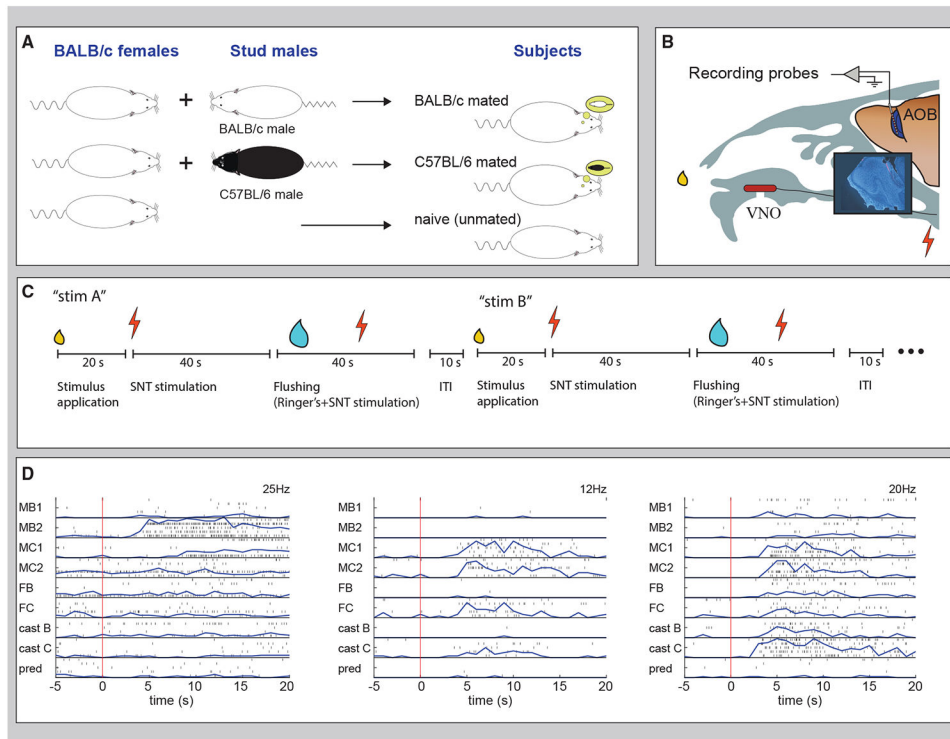 A
BALB/c females
Stud males
Subjects
+
BALB/c male
BALB/c mated
+
C57BL/6 male
C57BL/6 mated
naive (unmated)
B
Recording probes
AOB
VNO
C
"stim A"
"stim B"
20 s
40 s
40 s
10 s
20 s
40 s
40 s
10 s
Stimulus
application
SNT stimulation
Flushing
(Ringer's+SNT stimulation)
ITI
Stimulus
application
SNT stimulation
Flushing
(Ringer's+SNT stimulation)
ITI
D
25Hz
MB1
MB2
MC1
MC2
FB
FC
cast B
cast C
pred
-5 0 5 10 15 20
time (s)
12Hz
MB1
MB2
MC1
MC2
FB
FC
cast B
cast C
pred
-5 0 5 10 15 20
time (s)
20Hz
MB1
MB2
MC1
MC2
FB
FC
cast B
cast C
pred
-5 0 5 10 15 20
time (s)